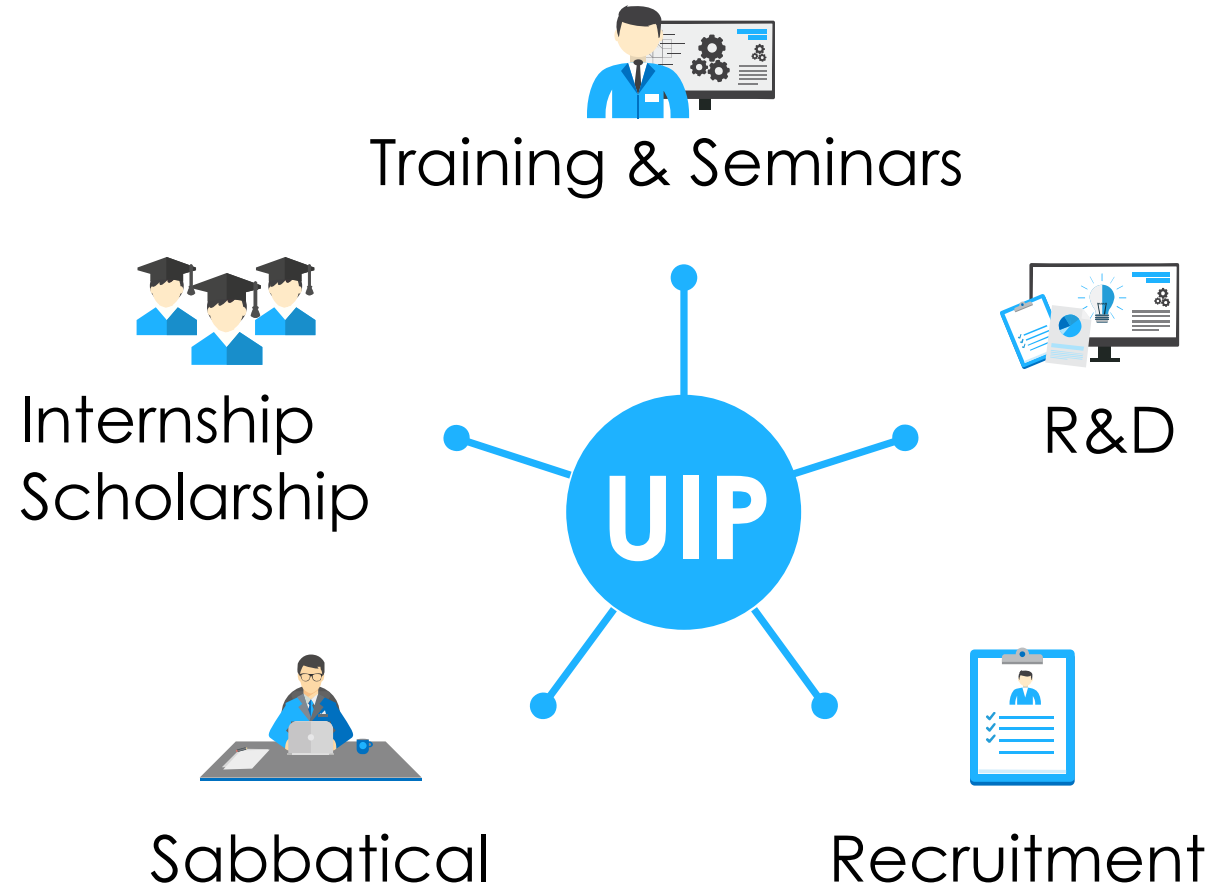 Training & Seminars
Internship
Scholarship
R&D
UIP
Sabbatical
Recruitment